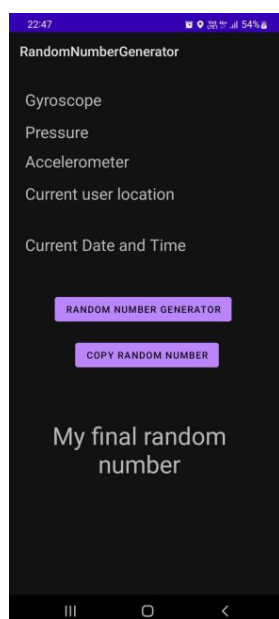 22:47
54%
RandomNumberGenerator
Gyroscope
Pressure
Accelerometer
Current user location
Current Date and Time
RANDOM NUMBER GENERATOR
COPY RANDOM NUMBER
My final random
number